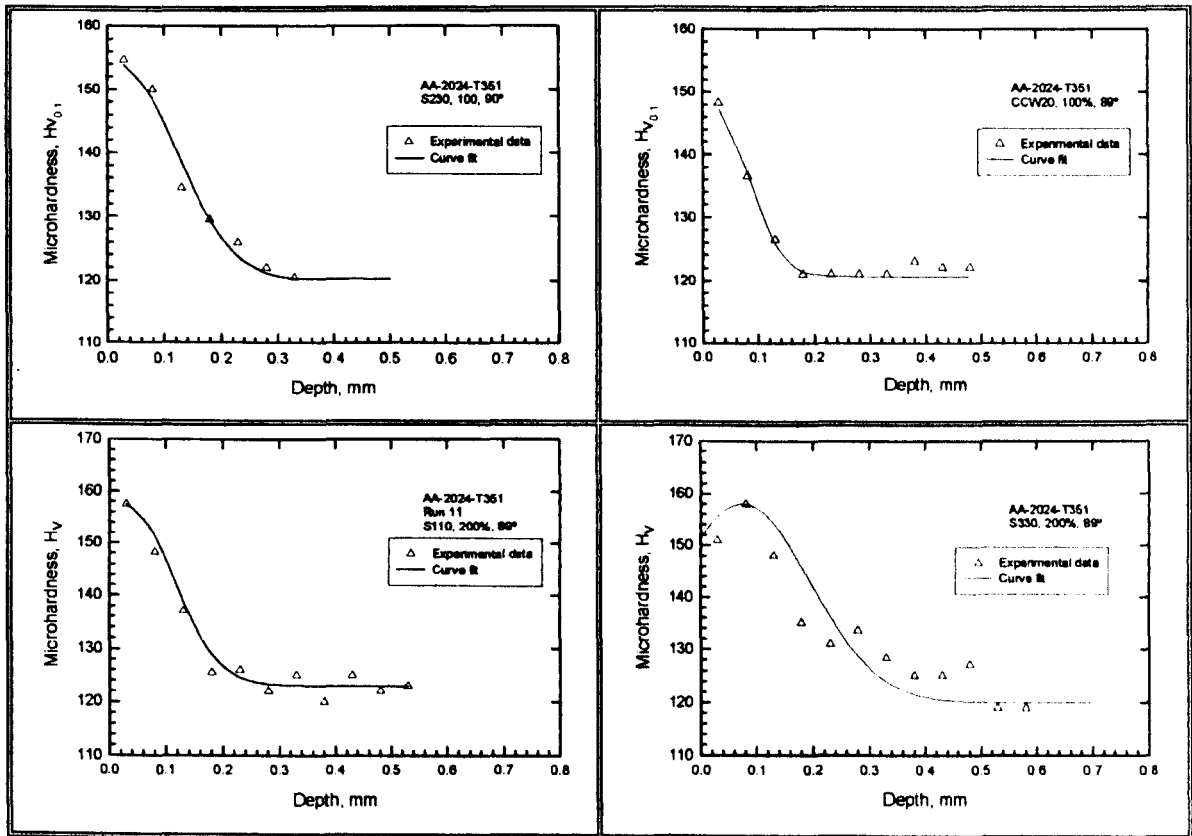 160
150
140
130
120
110
Microhardness, Hv0.1
AA-2024-T351
S230, 100, 90°
Experimental data
Curve fit
0.0 0.1 0.2 0.3 0.4 0.5 0.6 0.7 0.8
Depth, mm
160
150
140
130
120
110
Microhardness, Hv0.1
AA-2024-T351
CCW20, 100%, 89°
Experimental data
Curve fit
0.0 0.1 0.2 0.3 0.4 0.5 0.6 0.7 0.8
Depth, mm
170
160
150
140
130
120
110
Microhardness, Hv
AA-2024-T351
Run 11
S110, 200%, 89°
Experimental data
Curve fit
0.0 0.1 0.2 0.3 0.4 0.5 0.6 0.7 0.8
Depth, mm
170
160
150
140
130
120
110
Microhardness, Hv
AA-2024-T351
S330, 200%, 89°
Experimental data
Curve fit
0.0 0.1 0.2 0.3 0.4 0.5 0.6 0.7 0.8
Depth, mm